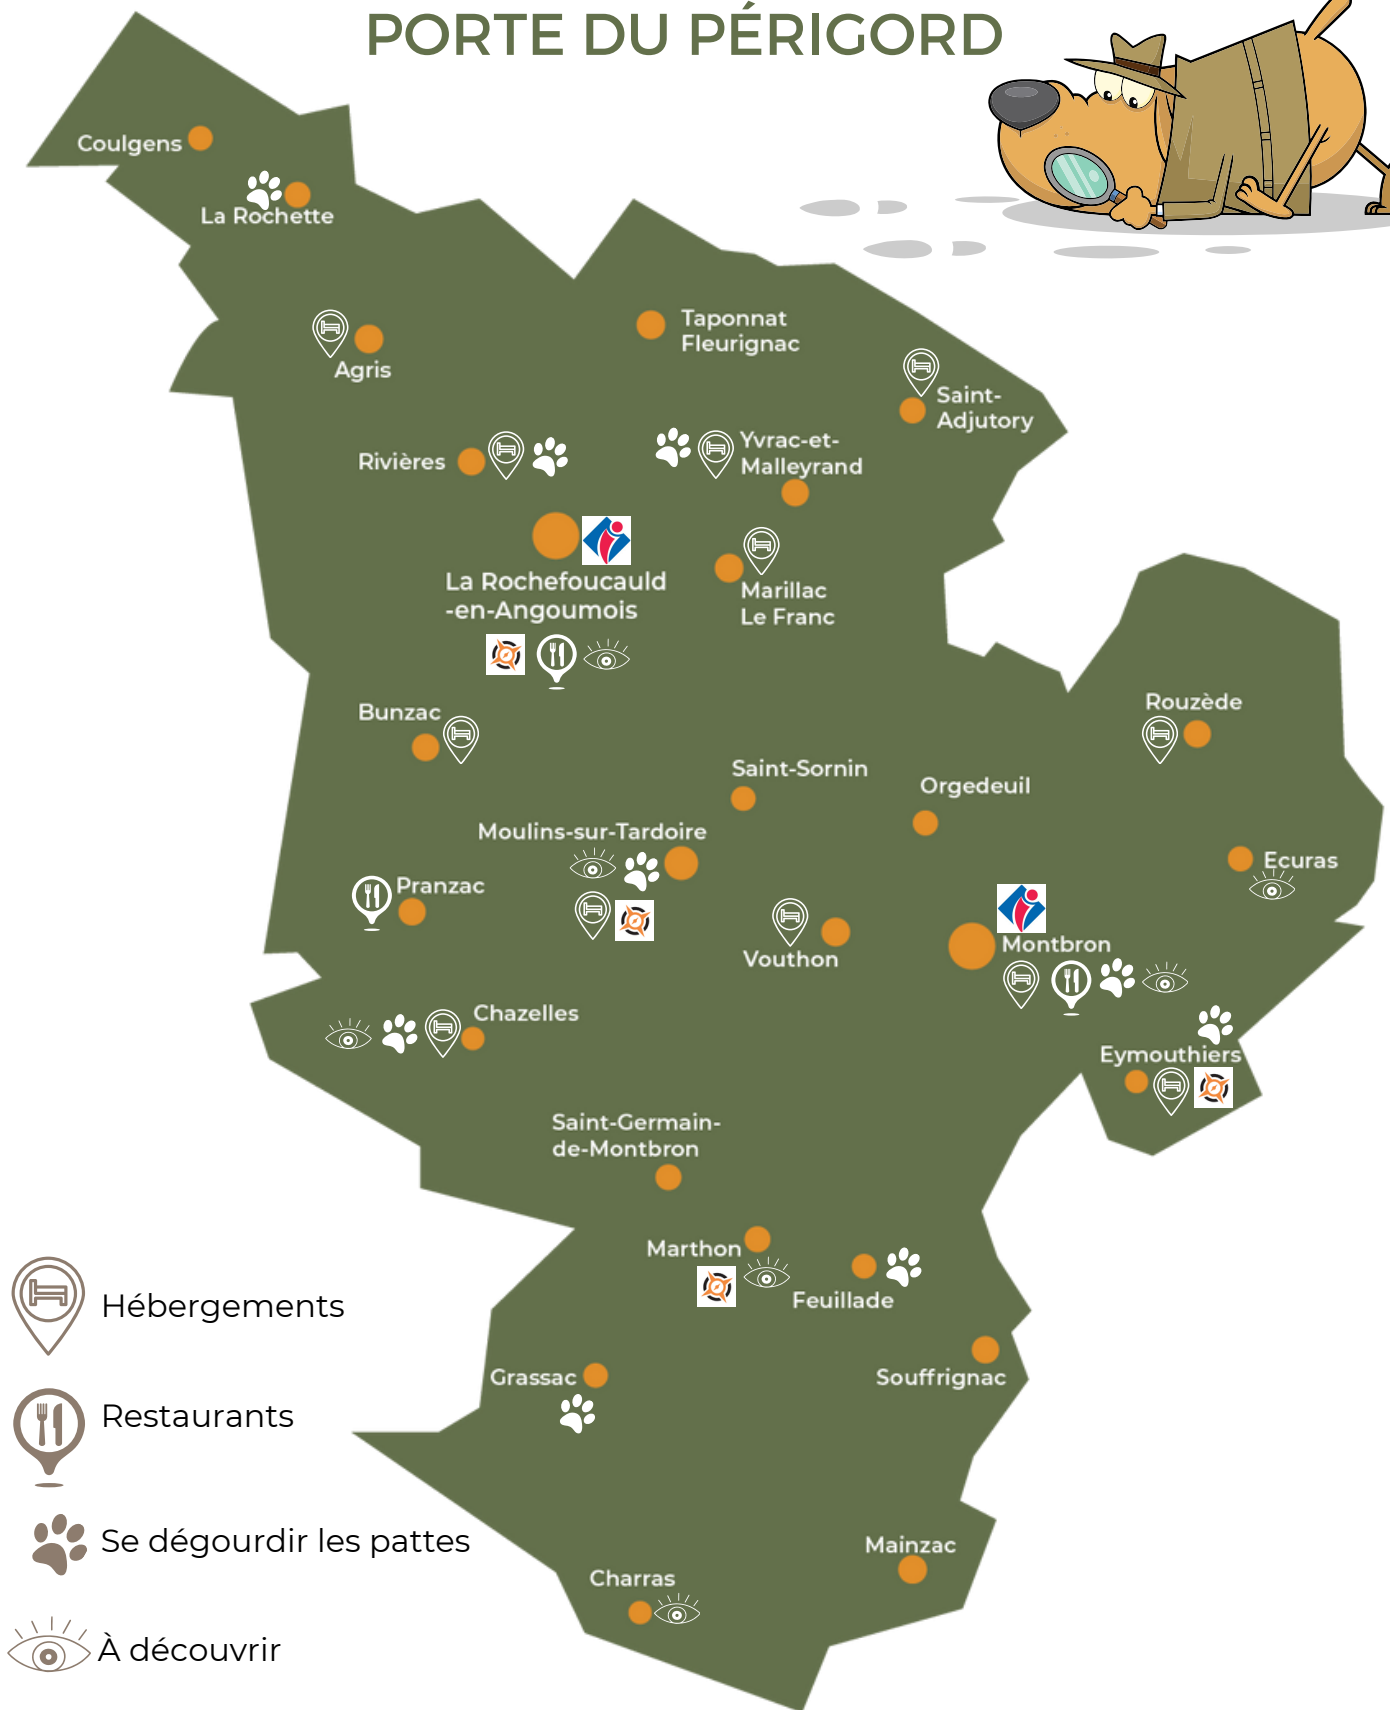 PORTE DU PÉRIGORD
Coulgens
La Rochette
Agris
Taponnat
Fleurignac
Saint-
Adjutory
Rivières
Yvrac-et-
Malleyrand
La Rochefoucauld
-en-Angoumois
Marillac
Le Franc
Bunzac
Rouzède
Saint-Sornin
Orgedeuil
Moulins-sur-Tardoire
Ecuras
Pranzac
Vouthon
Montbron
Chazelles
Eymouthiers
Saint-Germain-
de-Montbron
Marthon
Feuillade
Grassac
Souffrignac
Mainzac
Charras
Hébergements
Restaurants
Se dégourdir les pattes
À découvrir